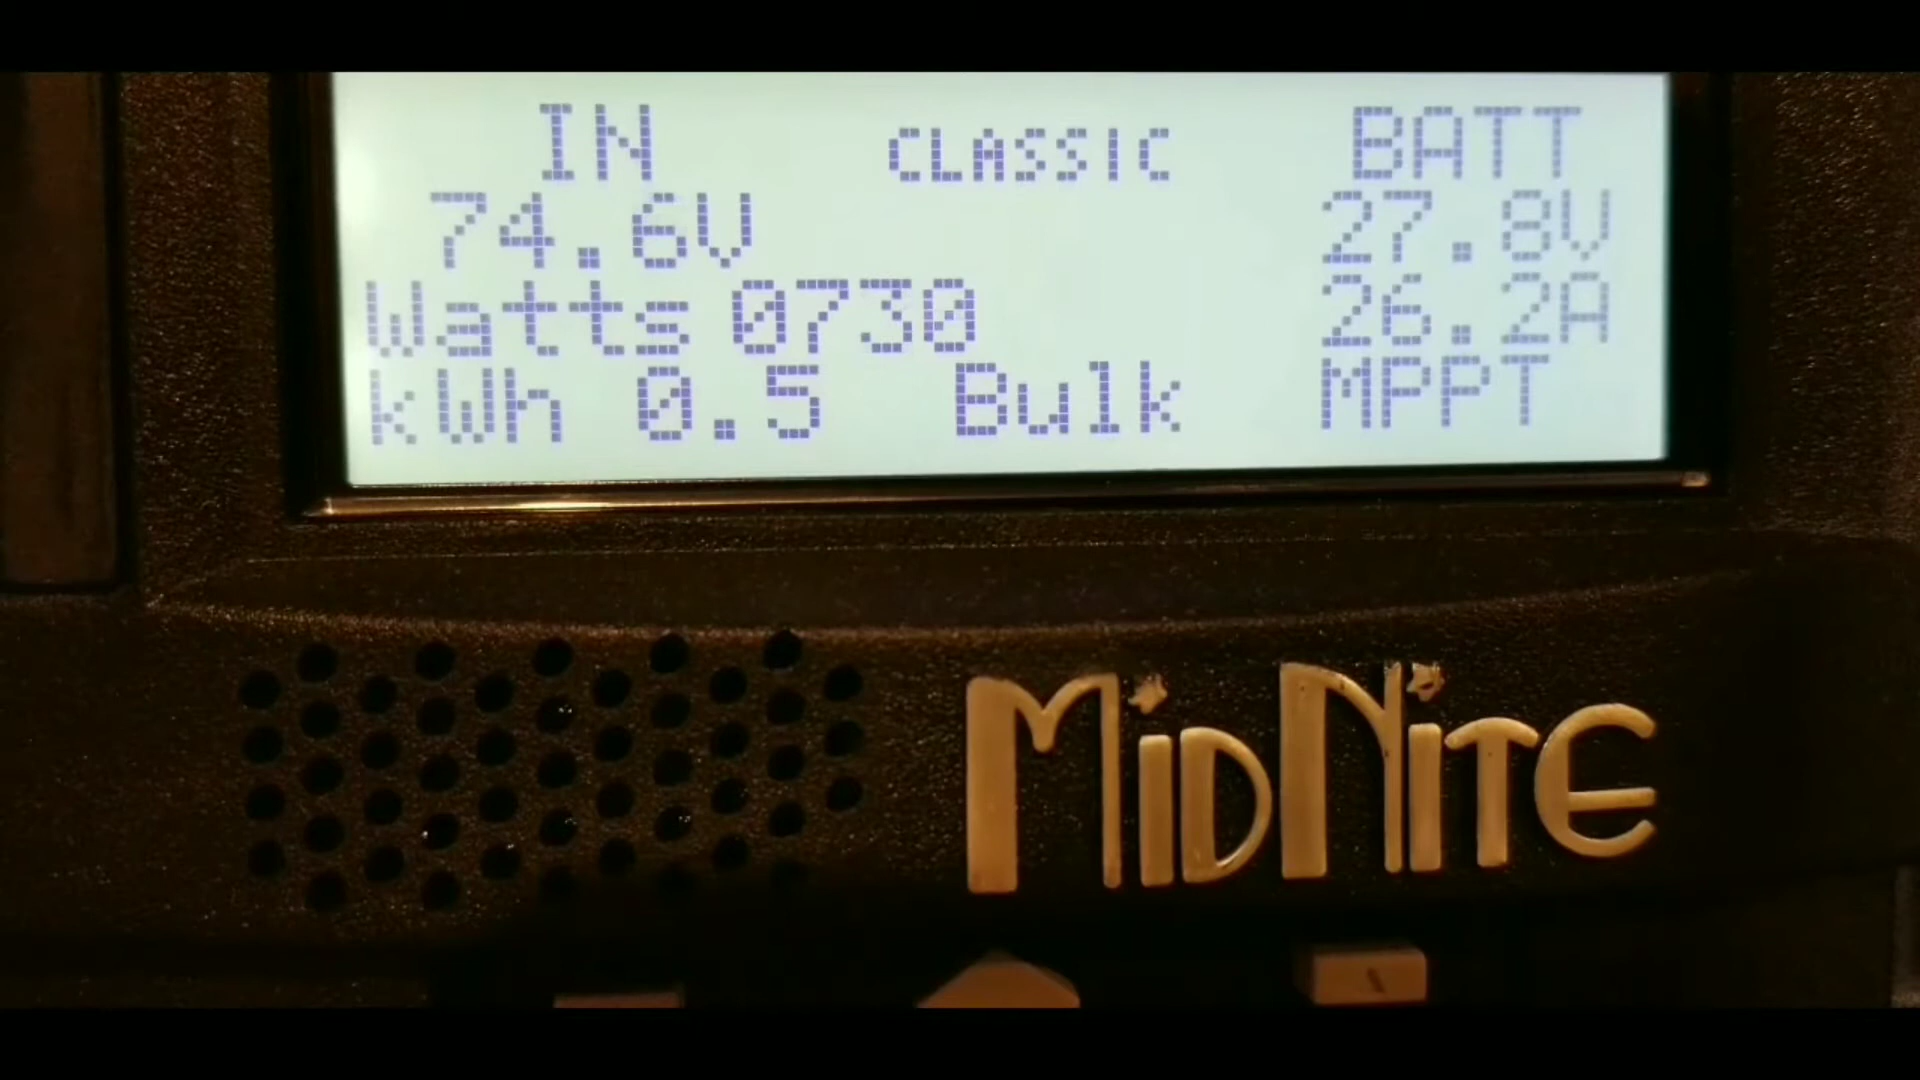 IN CLASSIC BATT
74.6V 27.8V
Watts 0730 26.2A
kWh 0.5 Bulk MPPT
MIDNITE